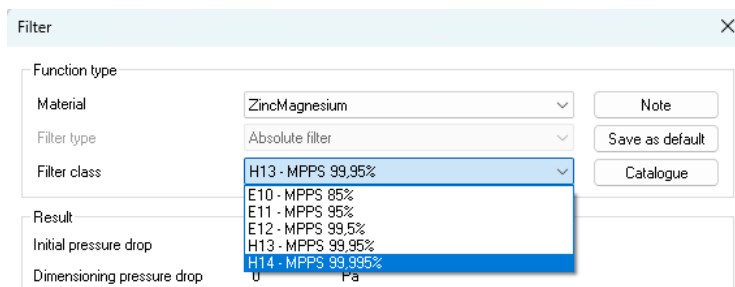 Filter
Function type
Material ZincMagnesium Note
Filter type Absolute filter Save as default
Filter class H13 - MPPS 99,95% Catalogue
E10 - MPPS 85%
E11 - MPPS 95%
E12 - MPPS 99,5%
H13 - MPPS 99,95%
H14 - MPPS 99,995%
Result
Initial pressure drop
Dimensioning pressure drop 0 Pa